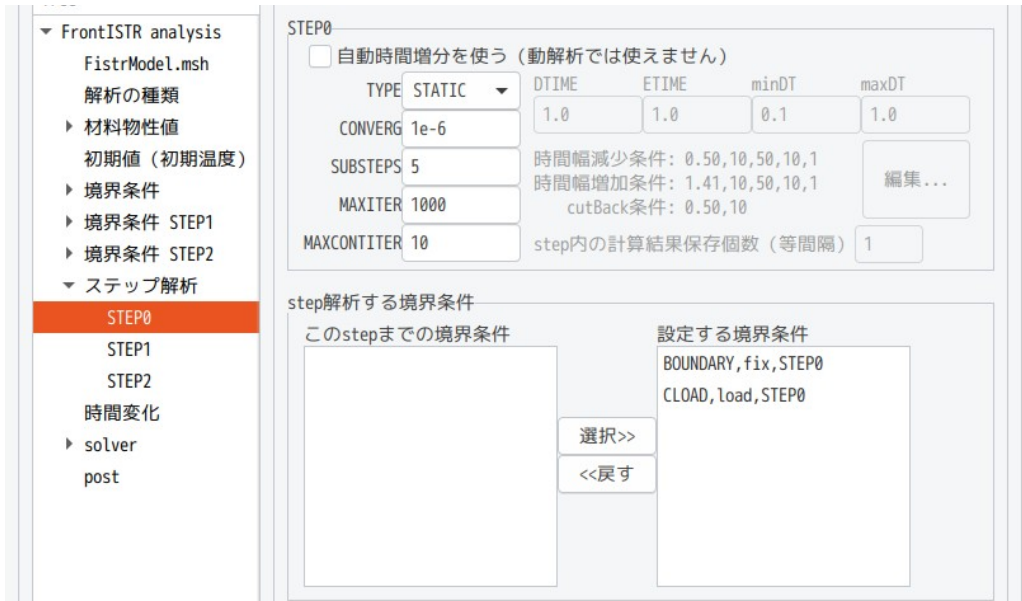 FrontISTR analysis
FistrModel.msh
解析の種類
材料物性値
初期値（初期温度）
境界条件
境界条件 STEP1
境界条件 STEP2
ステップ解析
STEP0
STEP1
STEP2
時間変化
solver
post
STEP0
自動時間増分を使う（動解析では使えません）
TYPE STATIC
CONVERG 1e-6
SUBSTEPS 5
MAXITER 1000
MAXCONTITER 10
DTIME ETIME minDT maxDT
1.0 1.0 0.1 1.0
時間幅減少条件: 0.50,10,50,10,1
時間幅増加条件: 1.41,10,50,10,1
cutBack条件: 0.50,10
編集...
step内の計算結果保存個数（等間隔） 1
step解析する境界条件
このstepまでの境界条件
設定する境界条件
BOUNDARY,fix,STEP0
CLOAD,load,STEP0
選択>>
<<戻す